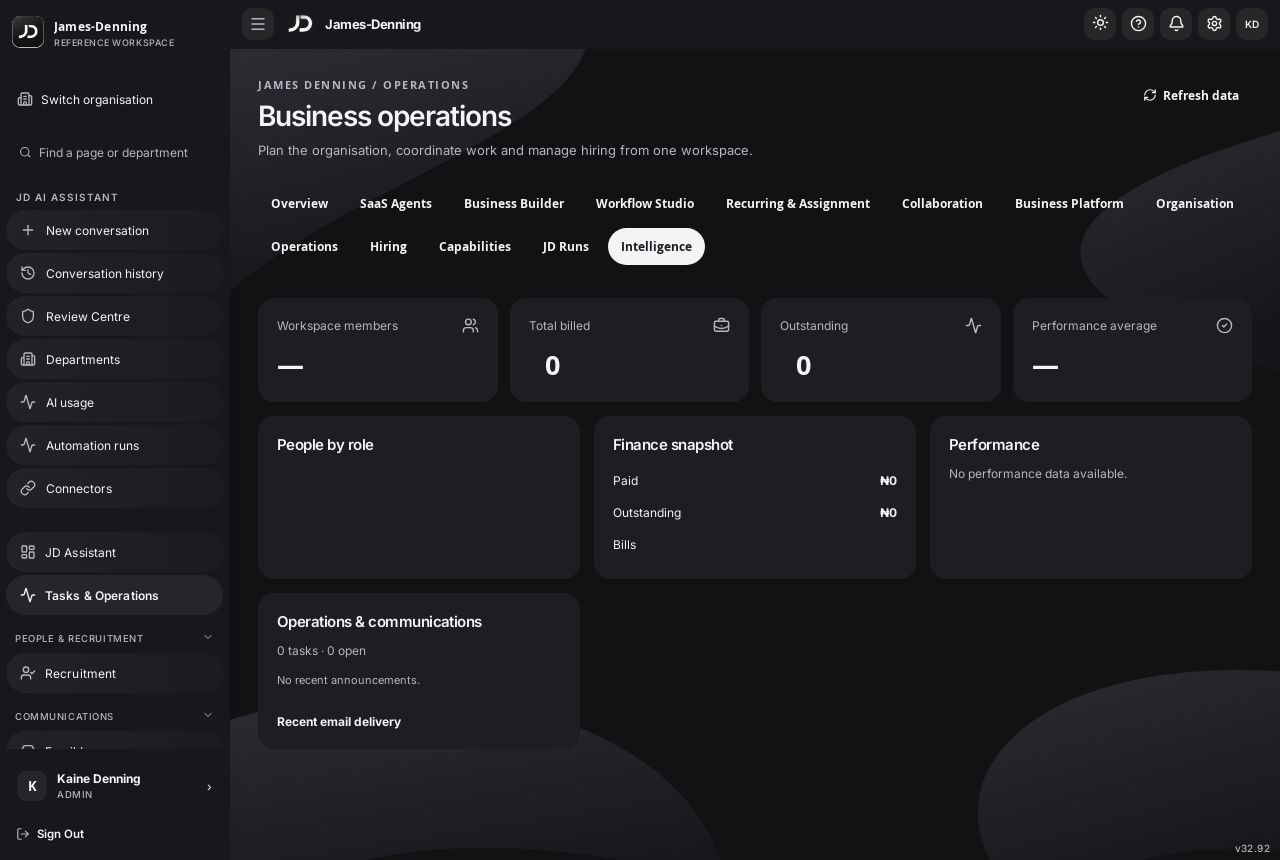 James-Denning
REFERENCE WORKSPACE
Switch organisation
Find a page or department
JD AI ASSISTANT
New conversation
Conversation history
Review Centre
Departments
AI usage
Automation runs
Connectors
JD Assistant
Tasks & Operations
PEOPLE & RECRUITMENT
Recruitment
COMMUNICATIONS
K
Kaine Denning
ADMIN
Sign Out
JD James-Denning
KD
JAMES DENNING / OPERATIONS
Business operations
Plan the organisation, coordinate work and manage hiring from one workspace.
Refresh data
Overview SaaS Agents Business Builder Workflow Studio Recurring & Assignment Collaboration Business Platform Organisation
Operations Hiring Capabilities JD Runs Intelligence
Workspace members
—
Total billed
0
Outstanding
0
Performance average
—
People by role
Finance snapshot
Paid ₦0
Outstanding ₦0
Bills
Performance
No performance data available.
Operations & communications
0 tasks · 0 open
No recent announcements.
Recent email delivery
v32.92